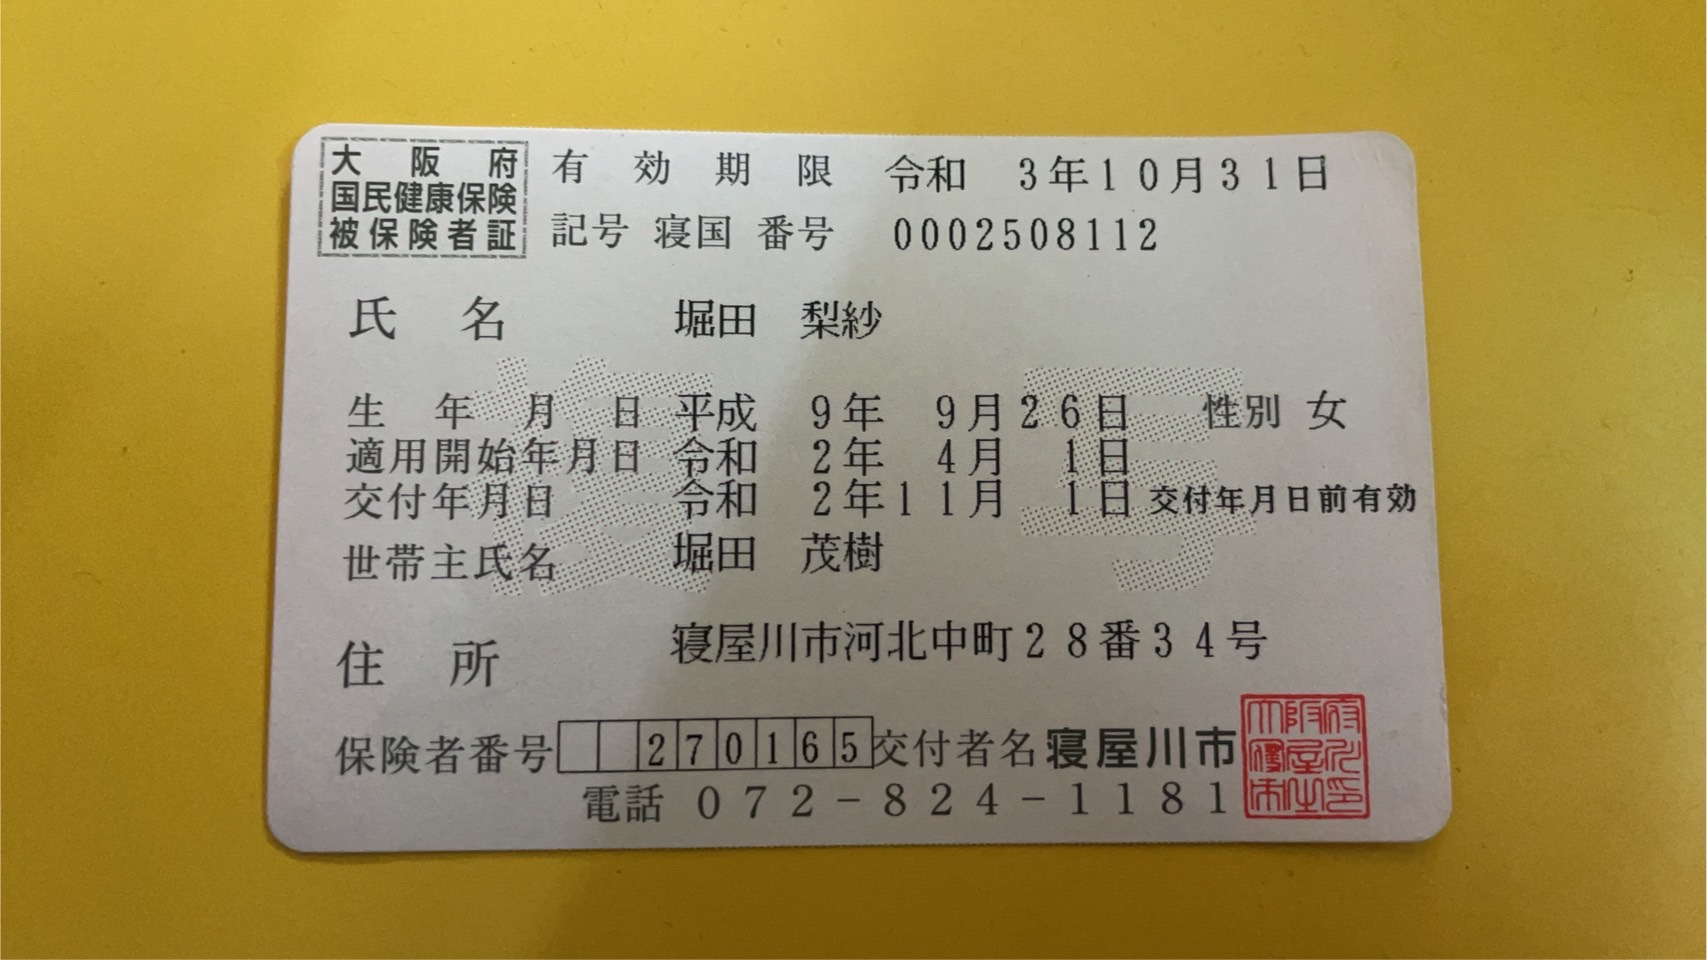 大阪府
国民健康保険
被保険者証
有効期限 令和 3年10月31日
記号 寝国 番号 0002508112
氏名 堀田 梨紗
生年月日 平成 9年 9月26日 性別 女
適用開始年月日 令和 2年 4月 1日
交付年月日 令和 2年11月 1日 交付年月日前有効
世帯主氏名 堀田 茂樹
住所 寝屋川市河北中町28番34号
保険者番号 270165 交付者名 寝屋川市
電話 072-824-1181
複写